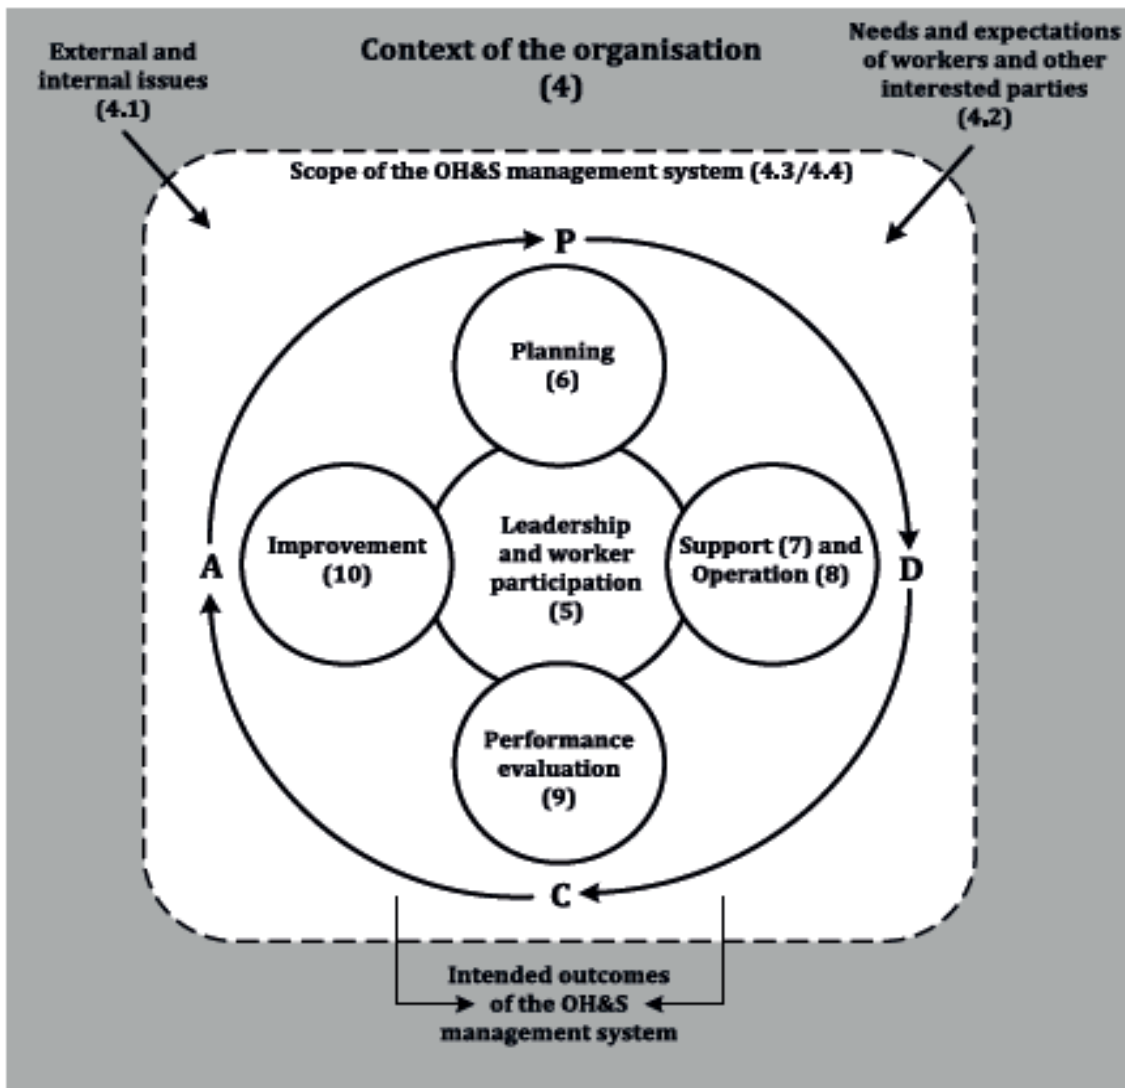 External and
internal issues
(4.1)
Context of the organisation
(4)
Needs and expectations
of workers and other
interested parties
(4.2)
Scope of the OH&S management system (4.3/4.4)
P
Planning
(6)
A
Improvement
(10)
Leadership
and worker
participation
(5)
Support (7) and
Operation (8)
D
Performance
evaluation
(9)
C
Intended outcomes
of the OH&S
management system